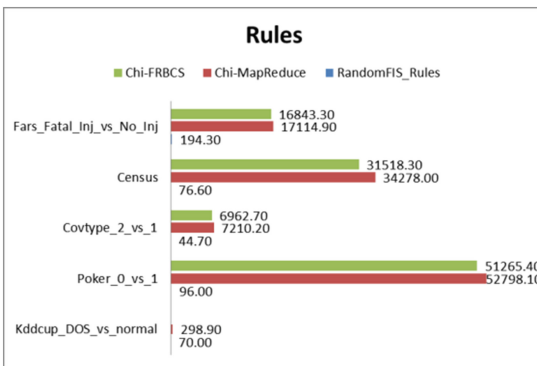 Rules
Chi-FRBCS Chi-MapReduce RandomFIS_Rules
16843.30
Fars_Fatal_Inj_vs_No_Inj 17114.90
194.30
31518.30
Census 34278.00
76.60
6962.70
Covtype_2_vs_1 7210.20
44.70
51265.40
Poker_0_vs_1 52798.10
96.00
Kddcup_DOS_vs_normal 298.90
70.00